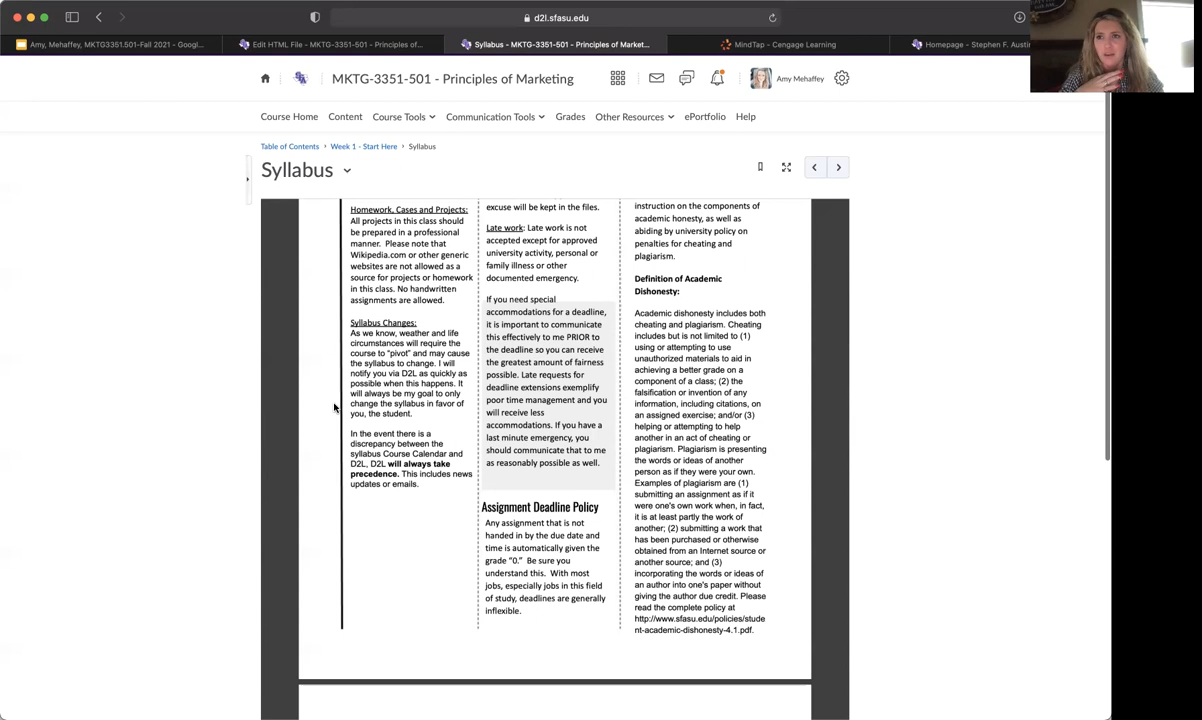 d2l.sfasu.edu
Amy, Mehaffey, MKTG3351.501-Fall 2021 - Googl...
Edit HTML File - MKTG-3351-501 - Principles of...
Syllabus - MKTG-3351-501 - Principles of Market...
MindTap - Cengage Learning
Homepage - Stephen F. Austin
MKTG-3351-501 - Principles of Marketing
Amy Mehaffey
Course Home
Content
Course Tools
Communication Tools
Grades
Other Resources
ePortfolio
Help
Table of Contents › Week 1 - Start Here › Syllabus
Syllabus
Homework, Cases and Projects:
All projects in this class should
be prepared in a professional
manner. Please note that
Wikipedia.com or other generic
websites are not allowed as a
source for projects or homework
in this class. No handwritten
assignments are allowed.
Syllabus Changes:
As we know, weather and life
circumstances will require the
course to “pivot” and may cause
the syllabus to change. I will
notify you via D2L as quickly as
possible when this happens. It
will always be my goal to only
change the syllabus in favor of
you, the student.
In the event there is a
discrepancy between the
syllabus Course Calendar and
D2L, D2L will always take
precedence. This includes news
updates or emails.
excuse will be kept in the files.
Late work: Late work is not
accepted except for approved
university activity, personal or
family illness or other
documented emergency.
If you need special
accommodations for a deadline,
it is important to communicate
this effectively to me PRIOR to
the deadline so you can receive
the greatest amount of fairness
possible. Late requests for
deadline extensions exemplify
poor time management and you
will receive less
accommodations. If you have a
last minute emergency, you
should communicate that to me
as reasonably possible as well.
Assignment Deadline Policy
Any assignment that is not
handed in by the due date and
time is automatically given the
grade “0.” Be sure you
understand this. With most
jobs, especially jobs in this field
of study, deadlines are generally
inflexible.
instruction on the components of
academic honesty, as well as
abiding by university policy on
penalties for cheating and
plagiarism.
Definition of Academic
Dishonesty:
Academic dishonesty includes both
cheating and plagiarism. Cheating
includes but is not limited to (1)
using or attempting to use
unauthorized materials to aid in
achieving a better grade on a
component of a class; (2) the
falsification or invention of any
information, including citations, on
an assigned exercise; and/or (3)
helping or attempting to help
another in an act of cheating or
plagiarism. Plagiarism is presenting
the words or ideas of another
person as if they were your own.
Examples of plagiarism are (1)
submitting an assignment as if it
were one's own work when, in fact,
it is at least partly the work of
another; (2) submitting a work that
has been purchased or otherwise
obtained from an Internet source or
another source; and (3)
incorporating the words or ideas of
an author into one's paper without
giving the author due credit. Please
read the complete policy at
http://www.sfasu.edu/policies/stude
nt-academic-dishonesty-4.1.pdf.